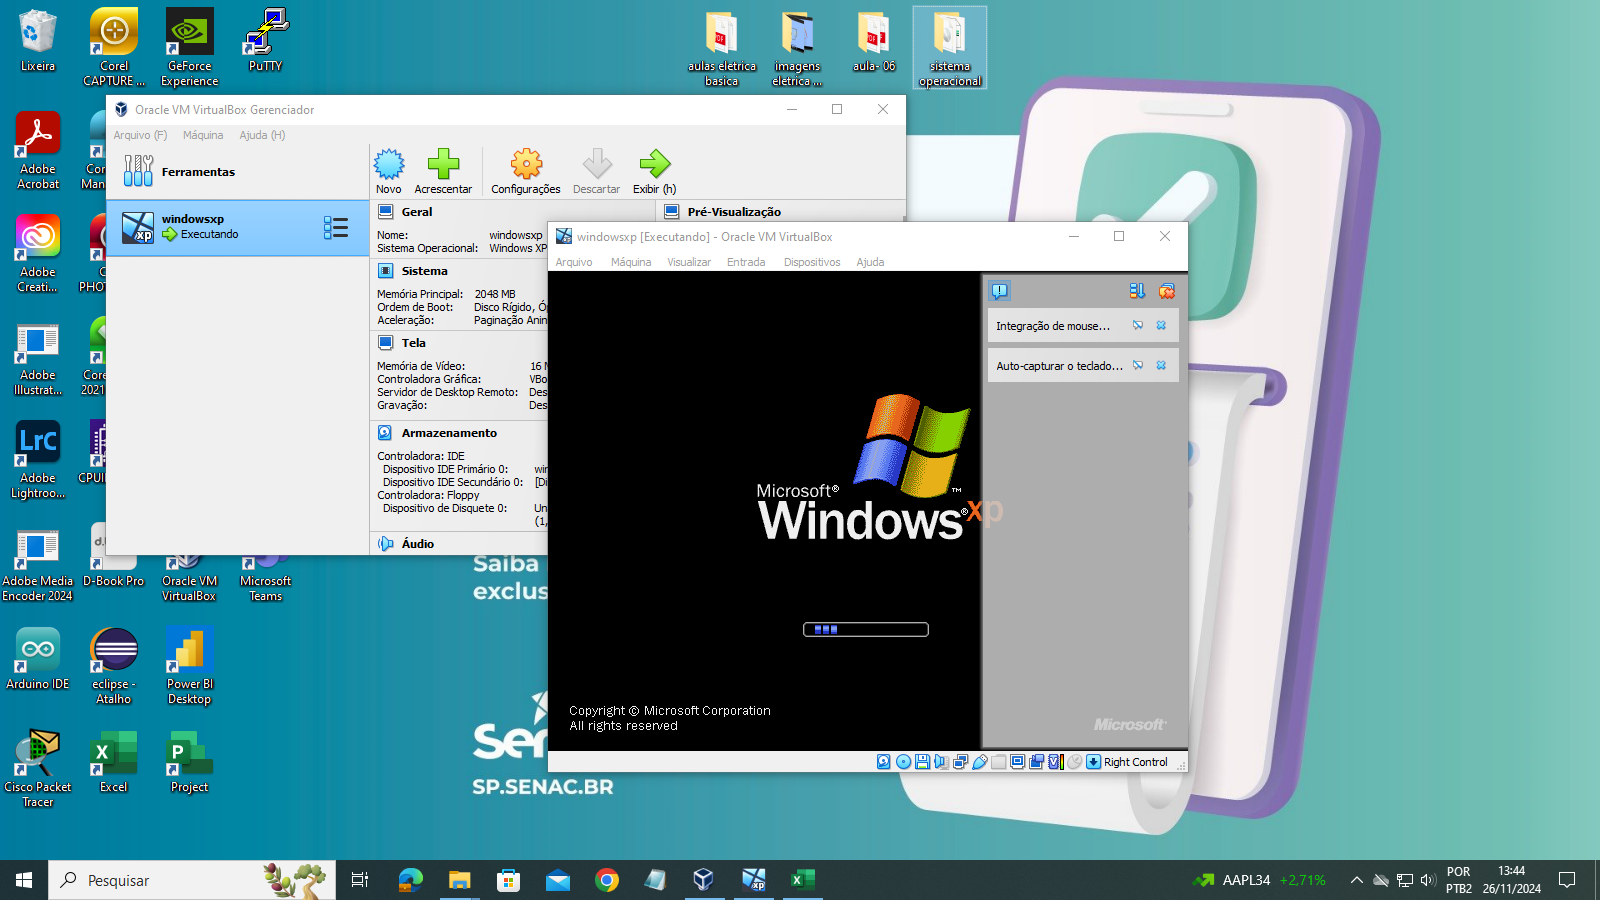 Lixeira
Corel
CAPTURE ...
GeForce
Experience
PuTTY
aulas elétrica
basica
imagens
elétrica ...
aula- 06
sistema
operacional
Adobe
Acrobat
Cor
Man
Adobe
Creati...
C
PHO
Adobe
Illustrat...
Core
2021
Lrc
Adobe
Lightroo...
CPUI
Adobe Media
Encoder 2024
d.
D-Book Pro
Oracle VM
VirtualBox
Microsoft
Teams
Arduino IDE
eclipse -
Atalho
Power BI
Desktop
Cisco Packet
Tracer
Excel
Project
Oracle VM VirtualBox Gerenciador
Arquivo (F) Máquina Ajuda (H)
Ferramentas
Novo
Acrescentar
Configurações
Descartar
Exibir (h)
xp
windowsxp
Executando
Geral
Pré-Visualização
Nome: windowsxp
Sistema Operacional: Windows XP
Sistema
Memória Principal: 2048 MB
Ordem de Boot: Disco Rígido, Óp
Aceleração: Paginação Anin
Tela
Memória de Vídeo: 16 M
Controladora Gráfica: VBo
Servidor de Desktop Remoto: Des
Gravação: Des
Armazenamento
Controladora: IDE
Dispositivo IDE Primário 0: win
Dispositivo IDE Secundário 0: [Di
Controladora: Floppy
Dispositivo de Disquete 0: Un
(1,
Áudio
windowsxp [Executando] - Oracle VM VirtualBox
Arquivo Máquina Visualizar Entrada Dispositivos Ajuda
Integração de mouse...
Auto-capturar o teclado...
Microsoft®
Windows®xp
™
Copyright © Microsoft Corporation
All rights reserved
Microsoft®
Right Control
Saiba
exclus
Sen
SP.SENAC.BR
Pesquisar
xp
AAPL34 +2,71%
POR
PTB2
13:44
26/11/2024